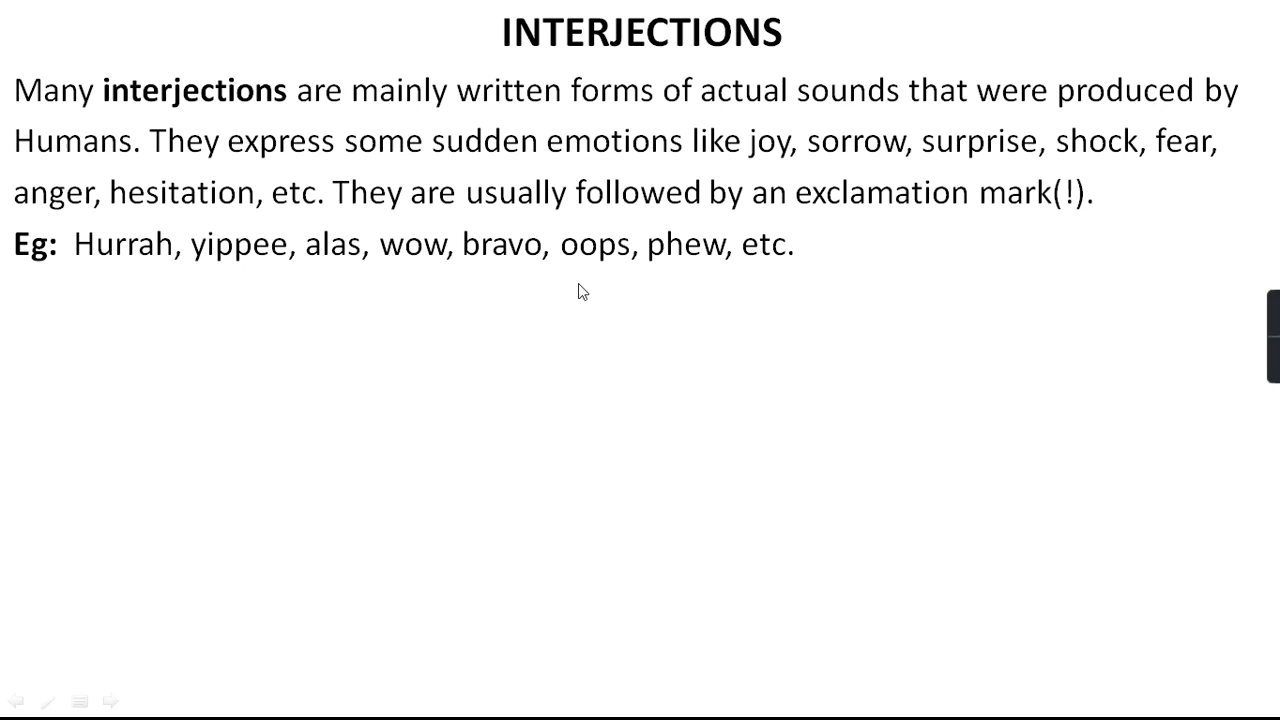 INTERJECTIONS
Many interjections are mainly written forms of actual sounds that were produced by
Humans. They express some sudden emotions like joy, sorrow, surprise, shock, fear,
anger, hesitation, etc. They are usually followed by an exclamation mark(!).
Eg:  Hurrah, yippee, alas, wow, bravo, oops, phew, etc.